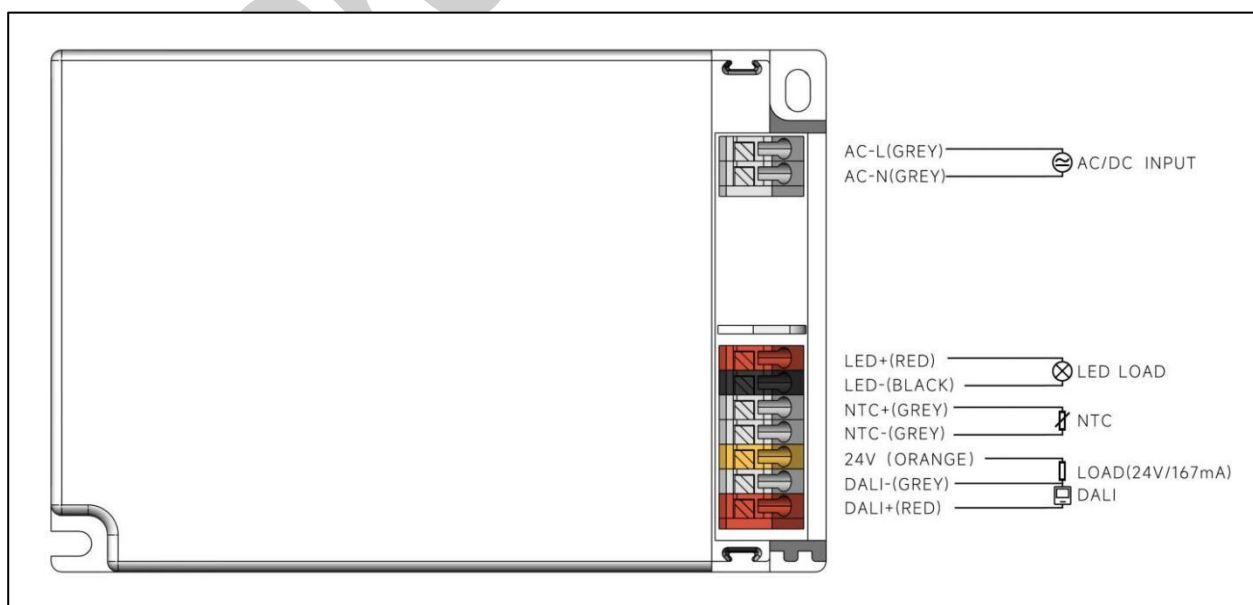 AC-L(GREY)
AC-N(GREY)
AC/DC INPUT
LED+(RED)
LED-(BLACK)
LED LOAD
NTC+(GREY)
NTC-(GREY)
NTC
24V (ORANGE)
DALI-(GREY)
DALI+(RED)
LOAD(24V/167mA)
DALI